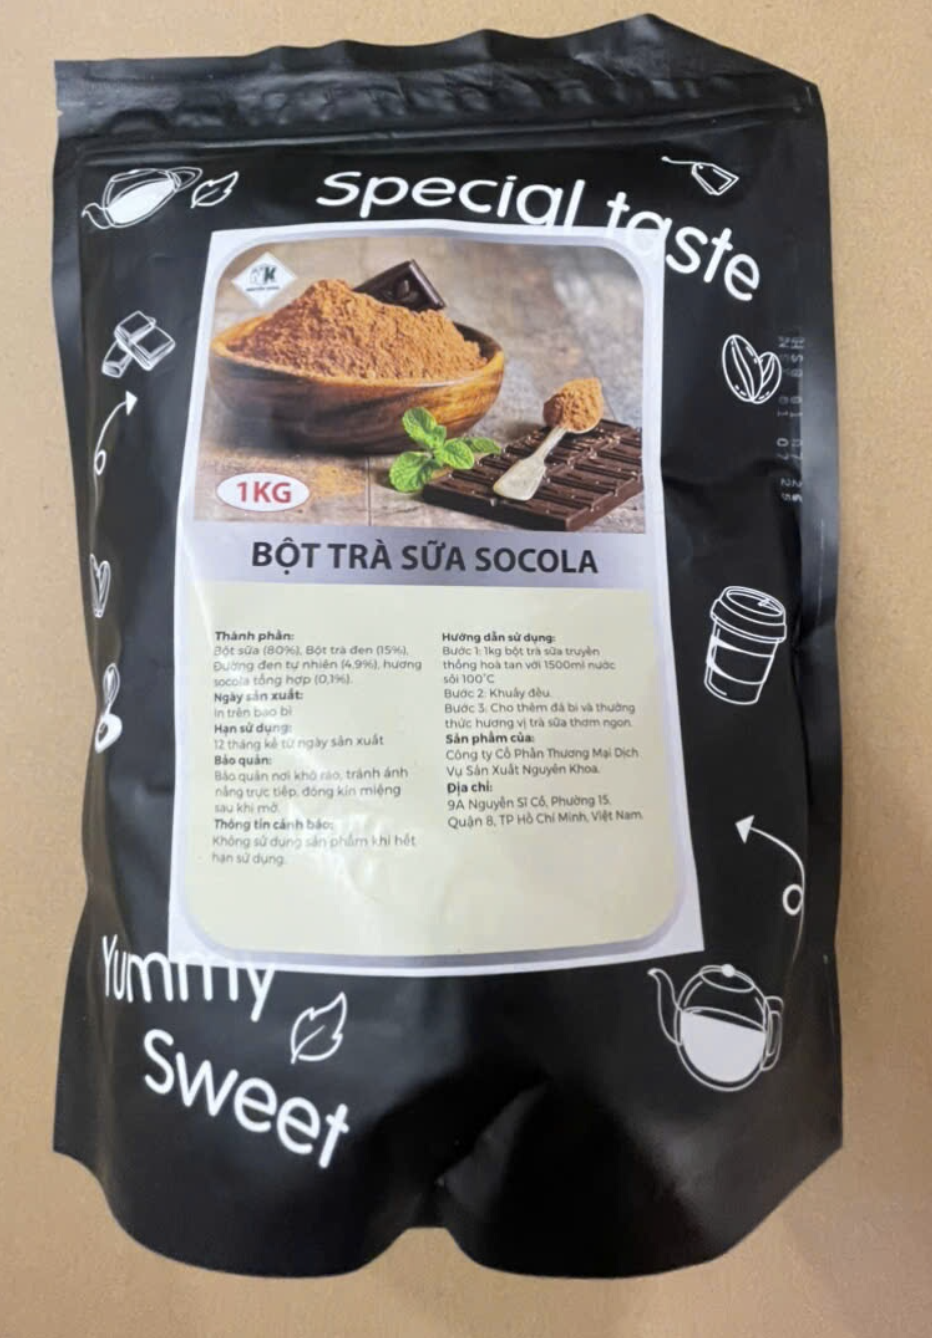 Special taste
NK
1KG
BỘT TRÀ SỮA SOCOLA
Thành phần:
Bột sữa (80%), Bột trà đen (15%),
Đường đen tự nhiên (4,9%), hương
socola tổng hợp (0,1%).
Ngày sản xuất:
In trên bao bì
Hạn sử dụng:
12 tháng kể từ ngày sản xuất
Bảo quản:
Bảo quản nơi khô ráo, tránh ánh
nắng trực tiếp, đóng kín miệng
sau khi mở.
Thông tin cảnh báo:
Không sử dụng sản phẩm khi hết
hạn sử dụng.
Hướng dẫn sử dụng:
Bước 1: 1kg bột trà sữa truyền
thống hoà tan với 1500ml nước
sôi 100°C
Bước 2: Khuấy đều.
Bước 3: Cho thêm đá bi và thưởng
thức hương vị trà sữa thơm ngon.
Sản phẩm của:
Công ty Cổ Phần Thương Mại Dịch
Vụ Sản Xuất Nguyên Khoa.
Địa chỉ:
9A Nguyễn Sĩ Cố, Phường 15,
Quận 8, TP Hồ Chí Minh, Việt Nam.
Yummy
Sweet